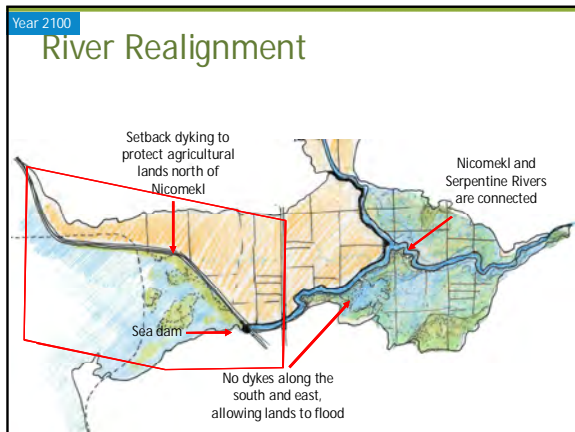 Year 2100
River Realignment
Setback dyking to
protect agricultural
lands north of
Nicomekl
Nicomekl and
Serpentine Rivers
are connected
Sea dam
No dykes along the
south and east,
allowing lands to flood